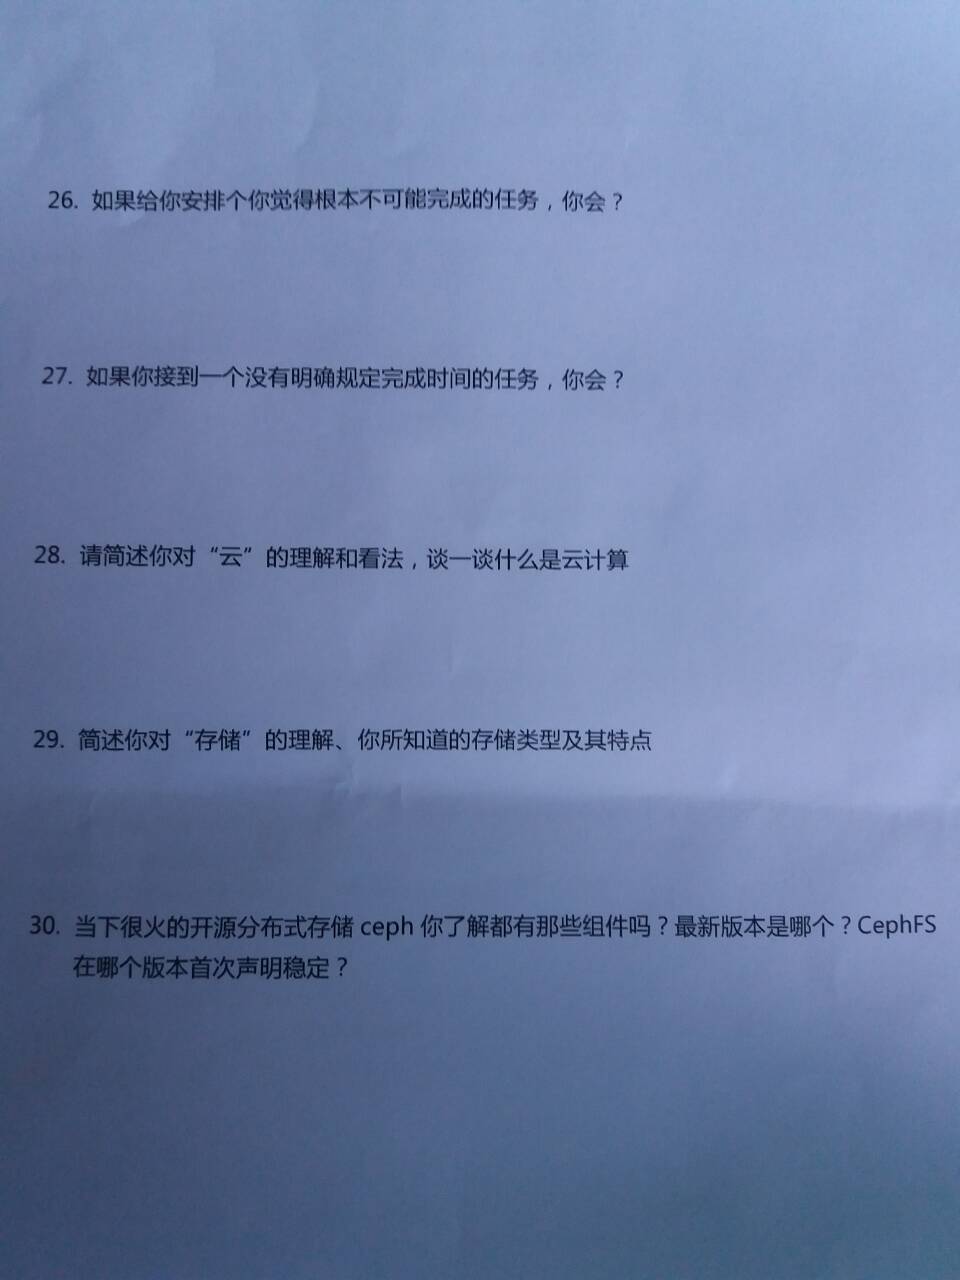 26. 如果给你安排个你觉得根本不可能完成的任务，你会？
27. 如果你接到一个没有明确规定完成时间的任务，你会？
28. 请简述你对“云”的理解和看法，谈一谈什么是云计算
29. 简述你对“存储”的理解、你所知道的存储类型及其特点
30. 当下很火的开源分布式存储 ceph 你了解都有那些组件吗？最新版本是哪个？CephFS
在哪个版本首次声明稳定？